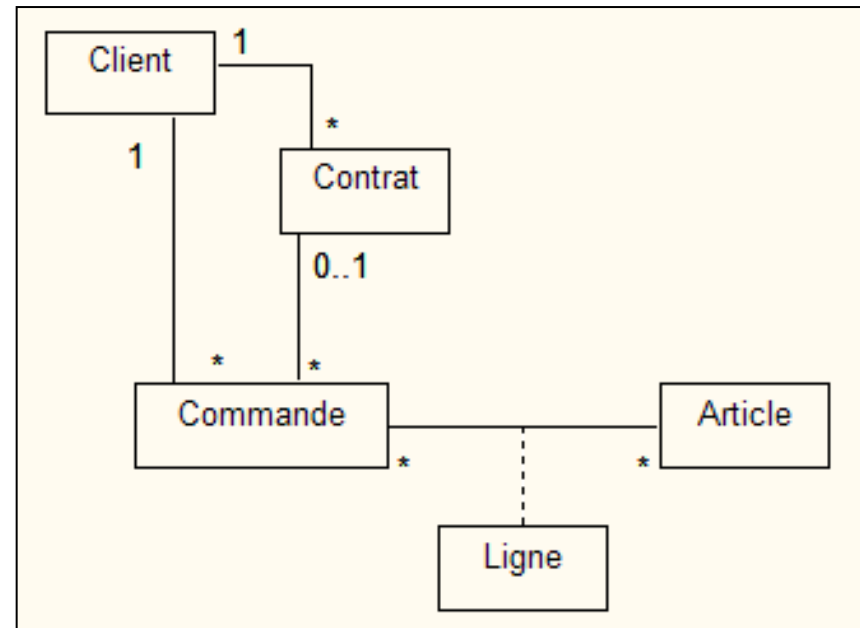 Client
1
*
1
Contrat
0..1
*
*
Commande
Article
*
*
Ligne